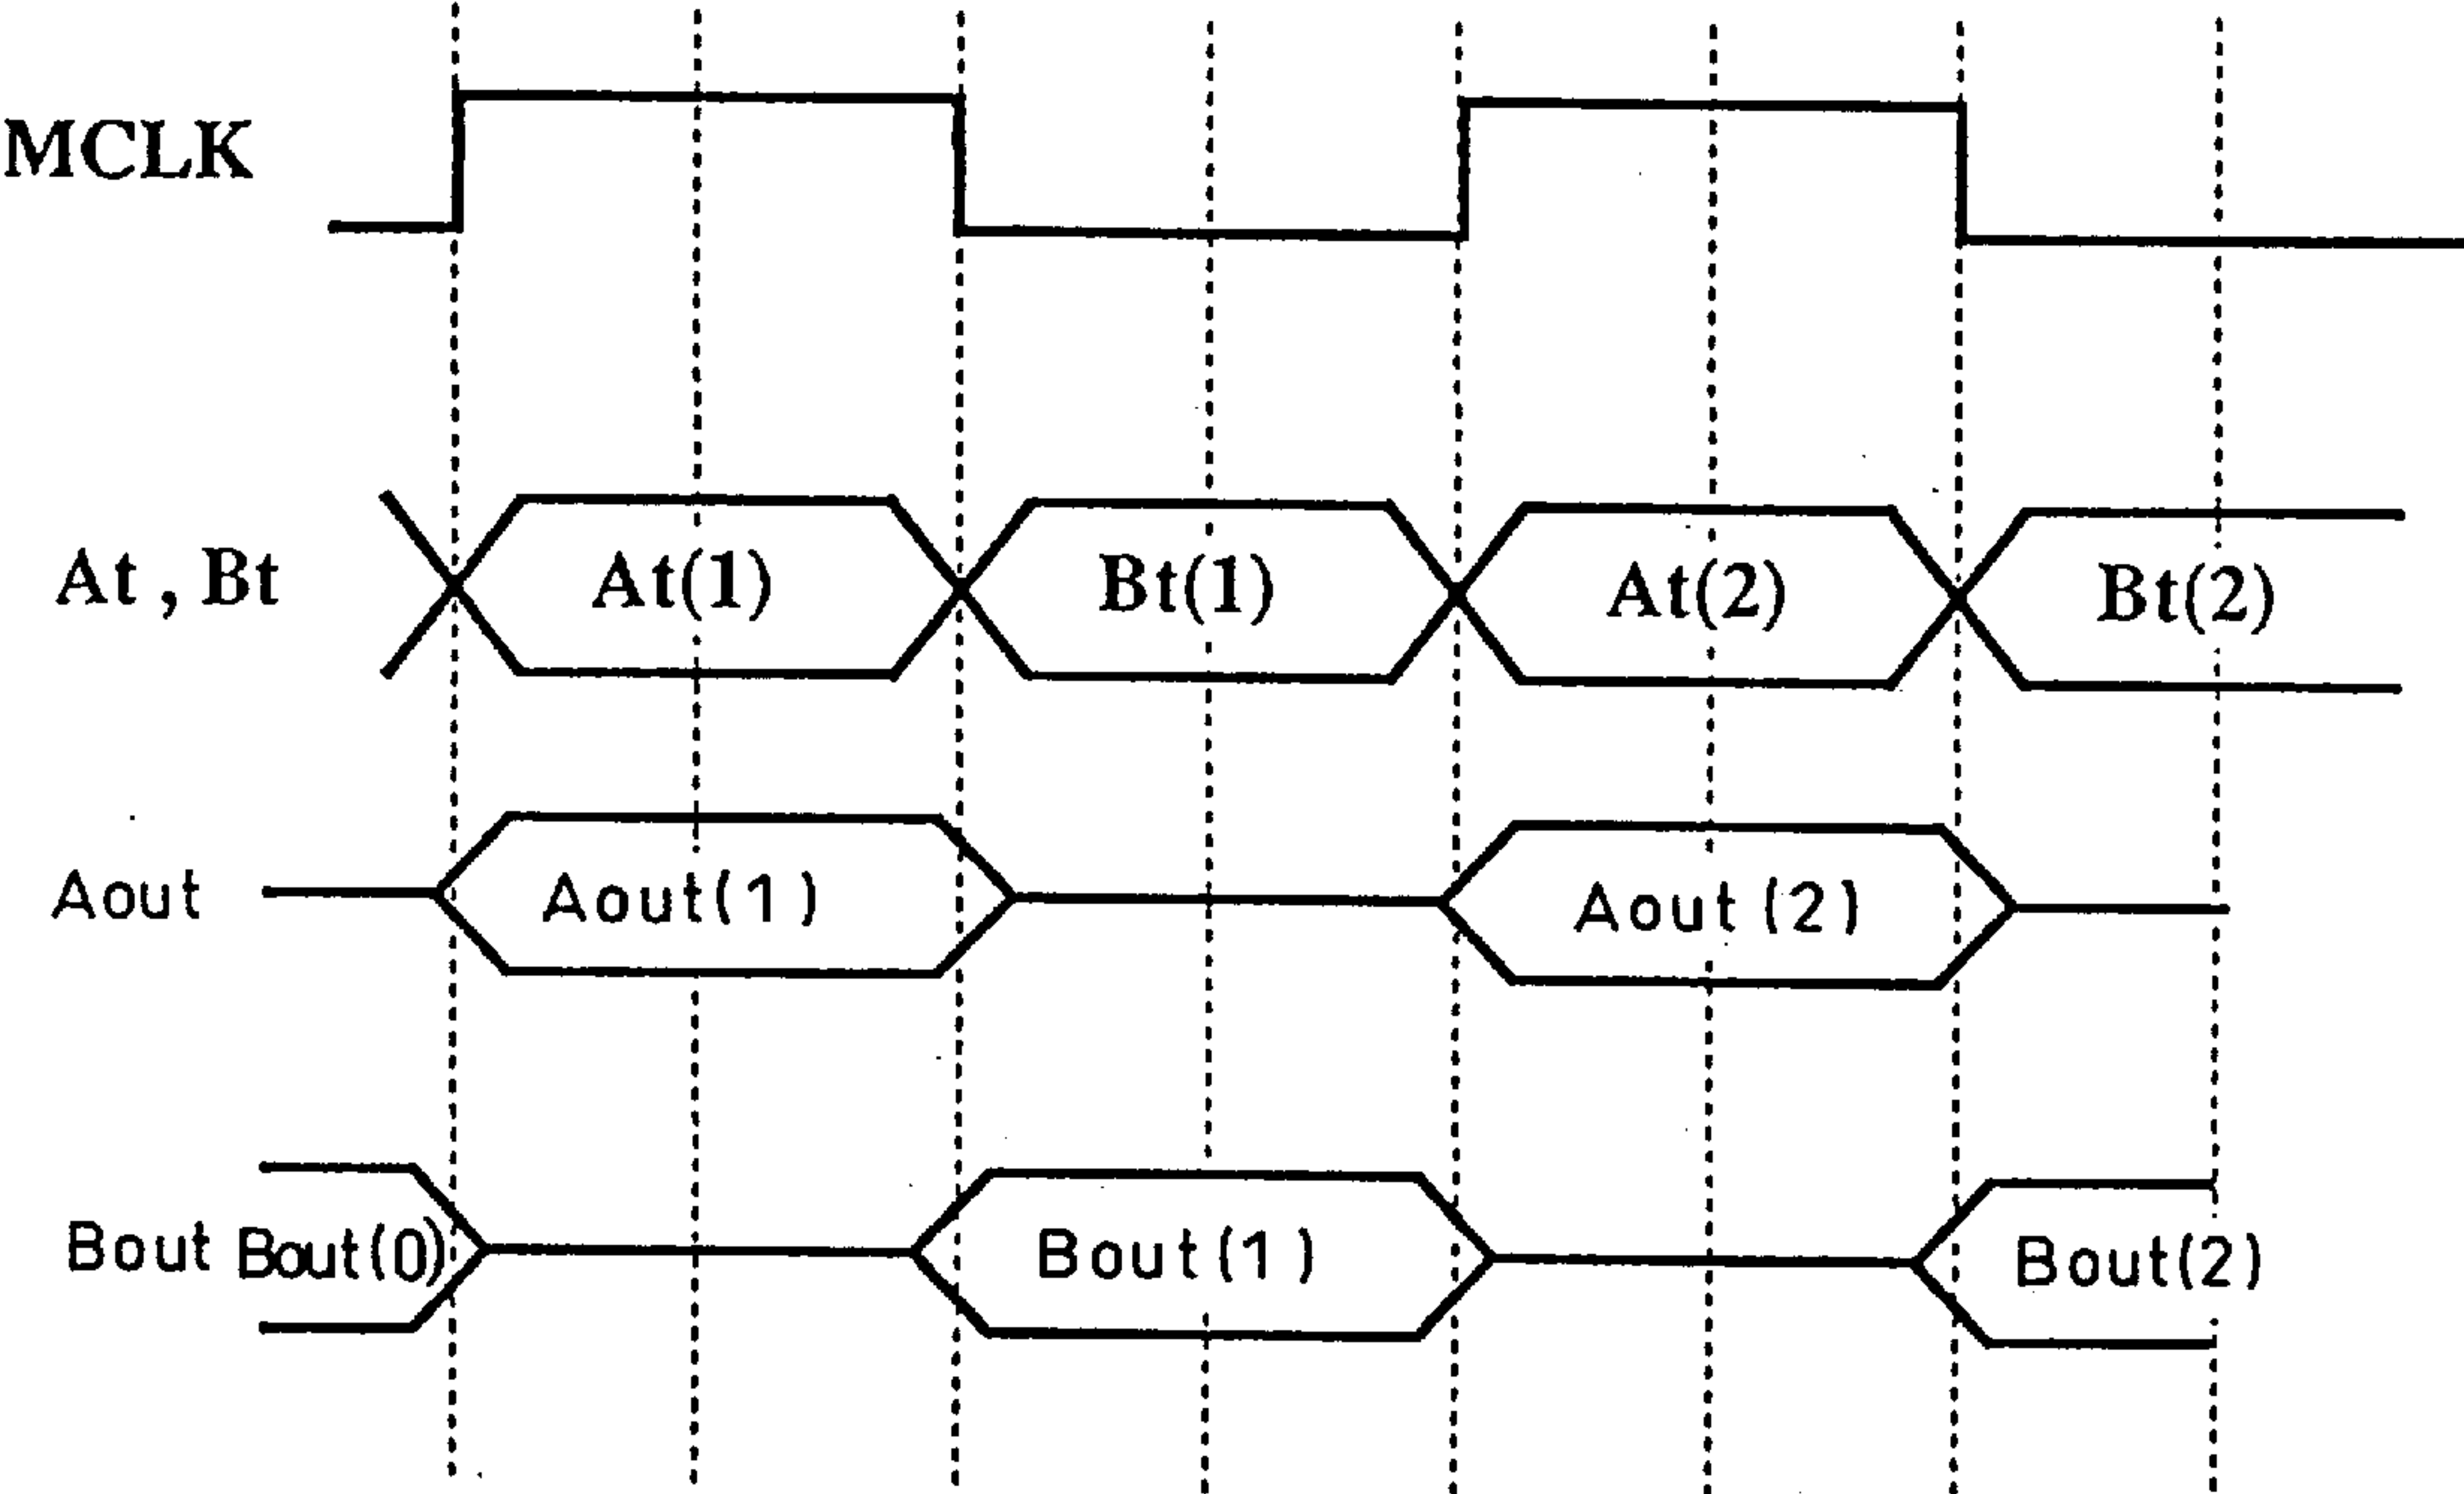 MCLK
At , Bt At(1) Bt(1) At(2) Bt(2)
Aout Aout(1) Aout(2)
Bout Bout(0) Bout(1) Bout(2)